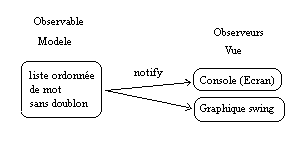 Observable
Modele
Observeurs
Vue
liste ordonnée
de mot
sans doublon
notify
Console (Ecran)
Graphique swing